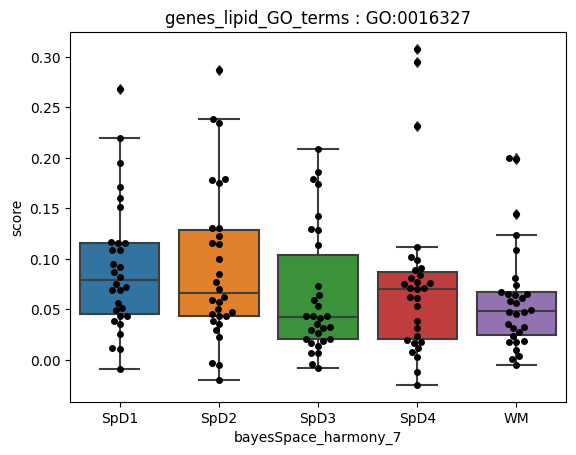 genes_lipid_GO_terms : GO:0016327
score
0.30
0.25
0.20
0.15
0.10
0.05
0.00
SpD1 SpD2 SpD3 SpD4 WM
bayesSpace_harmony_7